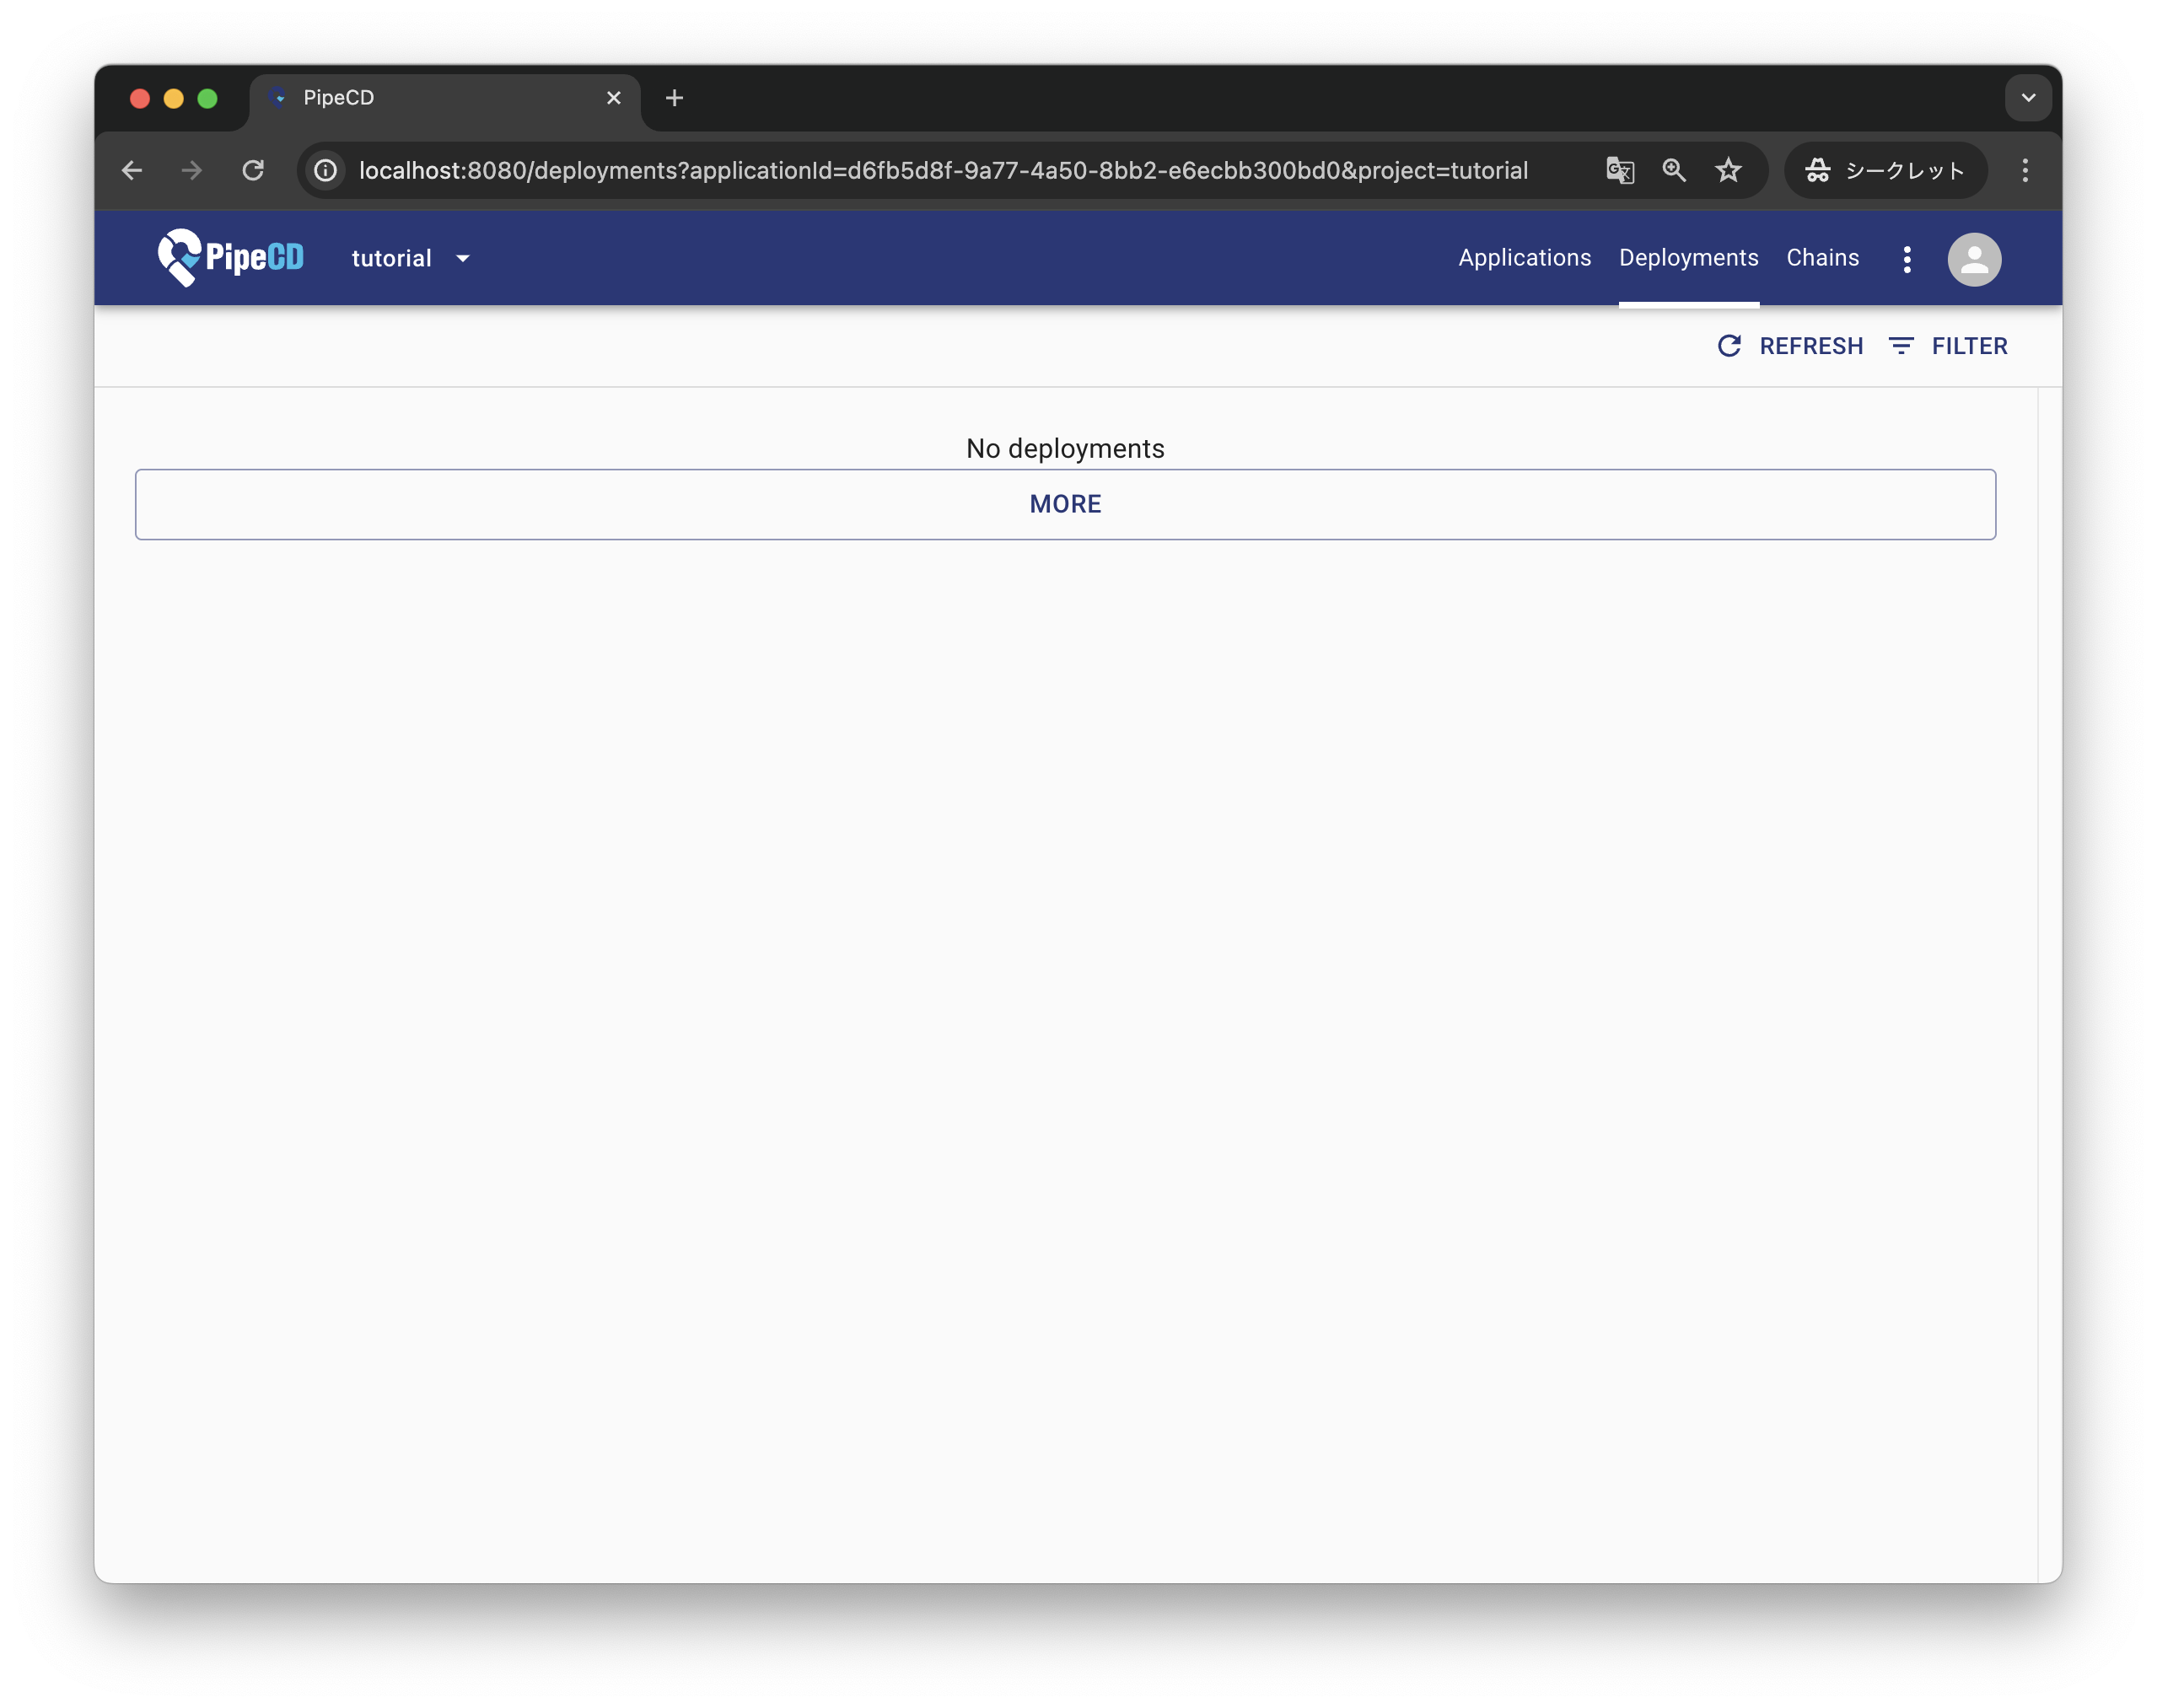 PipeCD
localhost:8080/deployments?applicationId=d6fb5d8f-9a77-4a50-8bb2-e6ecbb300bd0&project=tutorial
シークレット
PipeCD
tutorial
Applications
Deployments
Chains
REFRESH
FILTER
No deployments
MORE